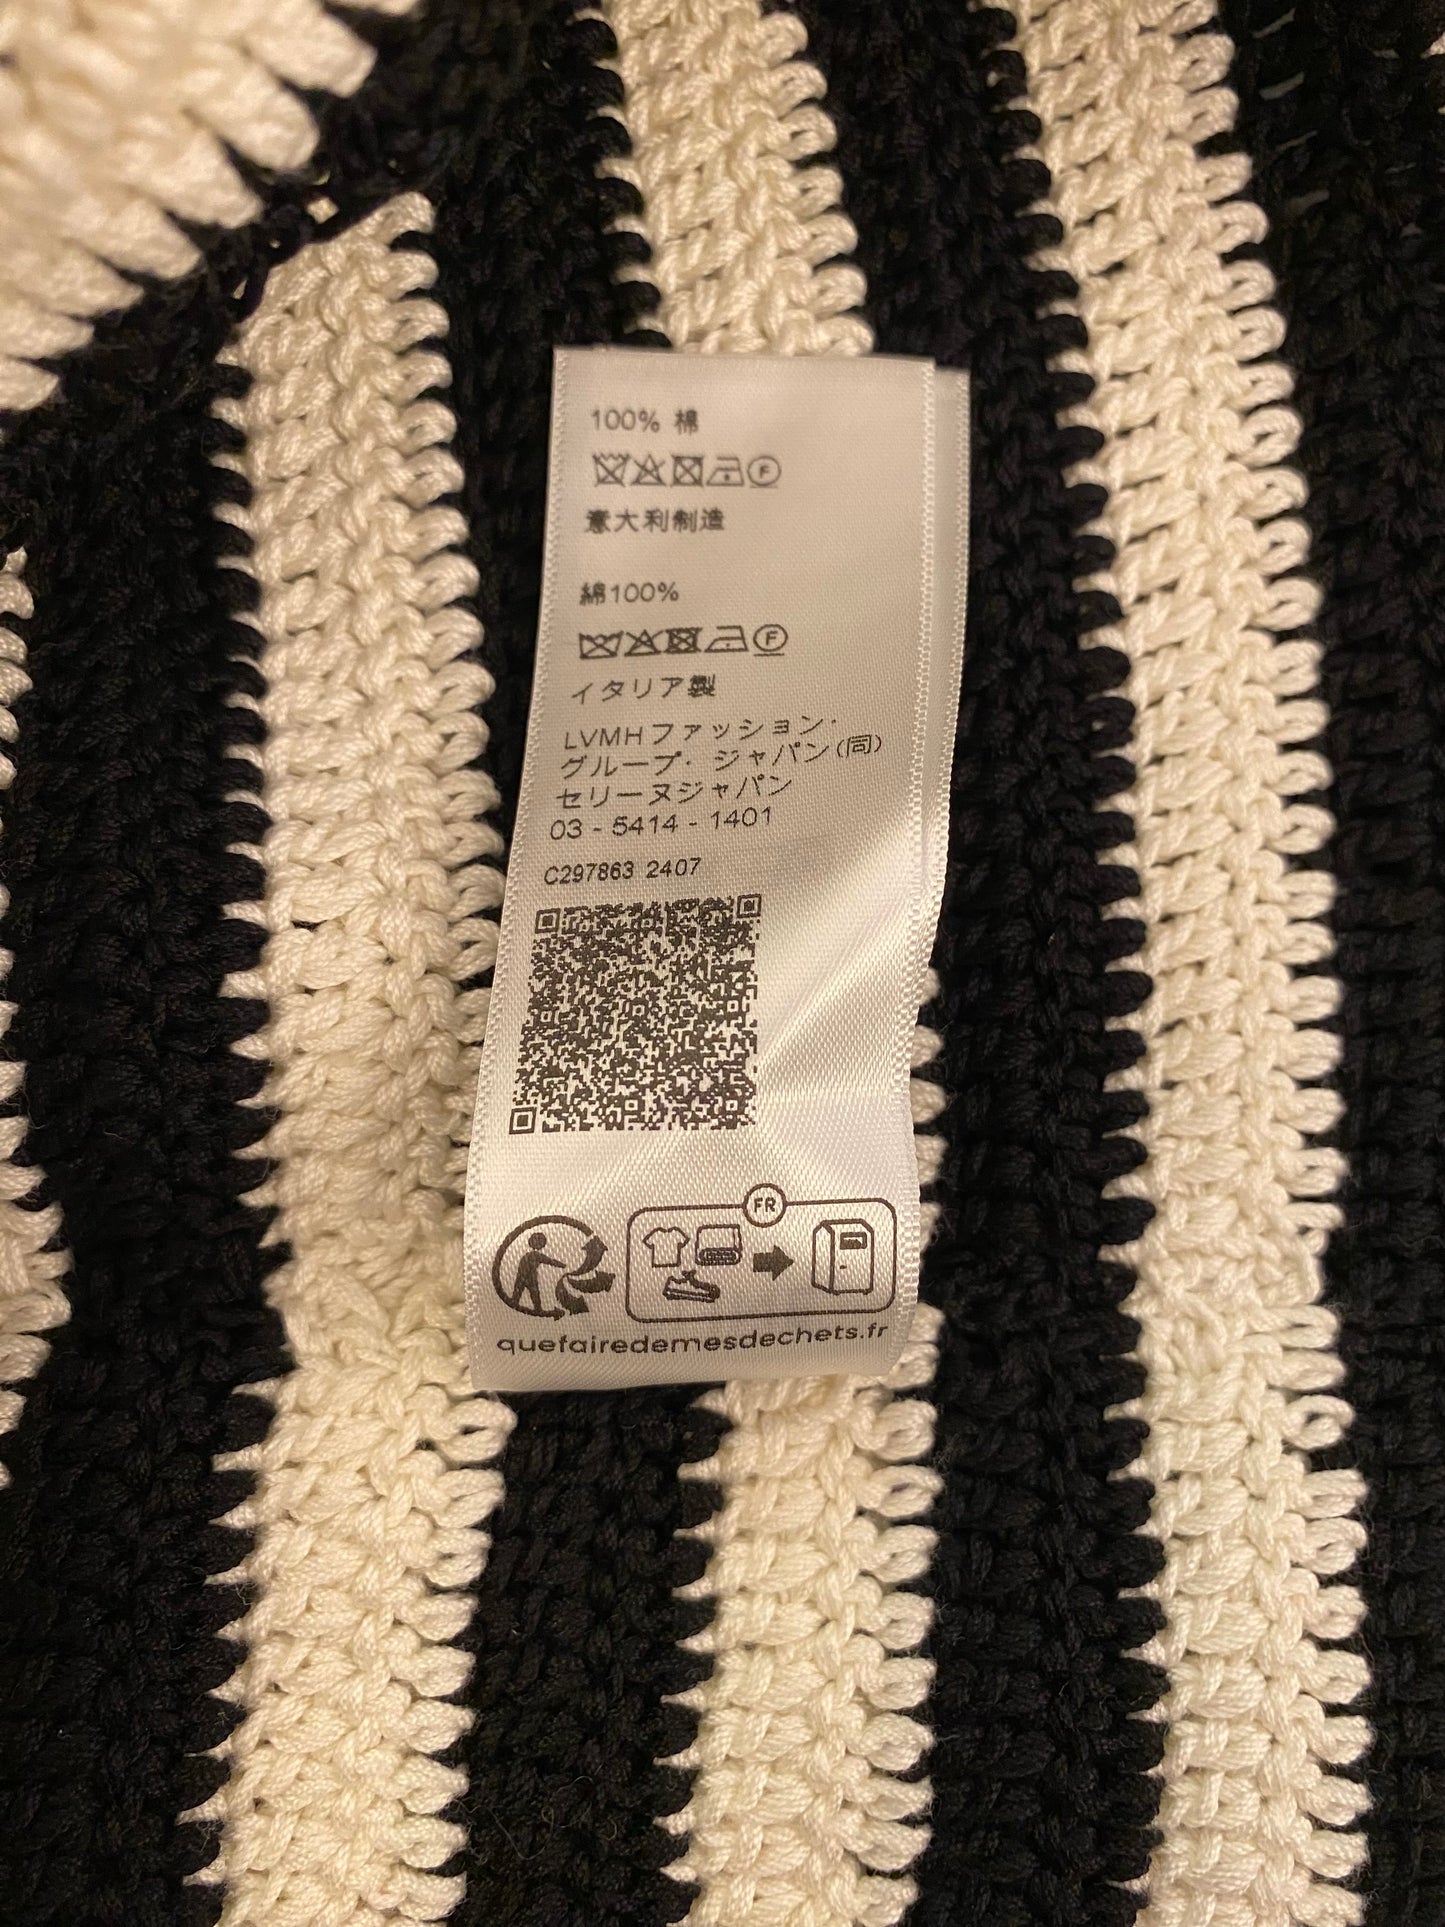 100% 棉
F
意大利制造
綿100%
F
イタリア製
LVMHファッション・
グループ・ジャパン(同)
セリーヌジャパン
03 - 5414 - 1401
C297863 2407
FR
quefairedemesdechets.fr